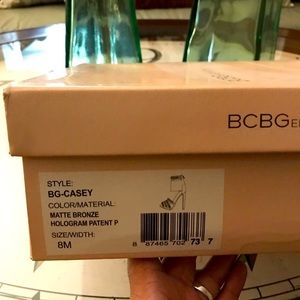 BCBG
STYLE:
BG-CASEY
COLOR/MATERIAL:
MATTE BRONZE
HOLOGRAM PATENT P
SIZE/WIDTH:
8M
8 87465 702 73 7